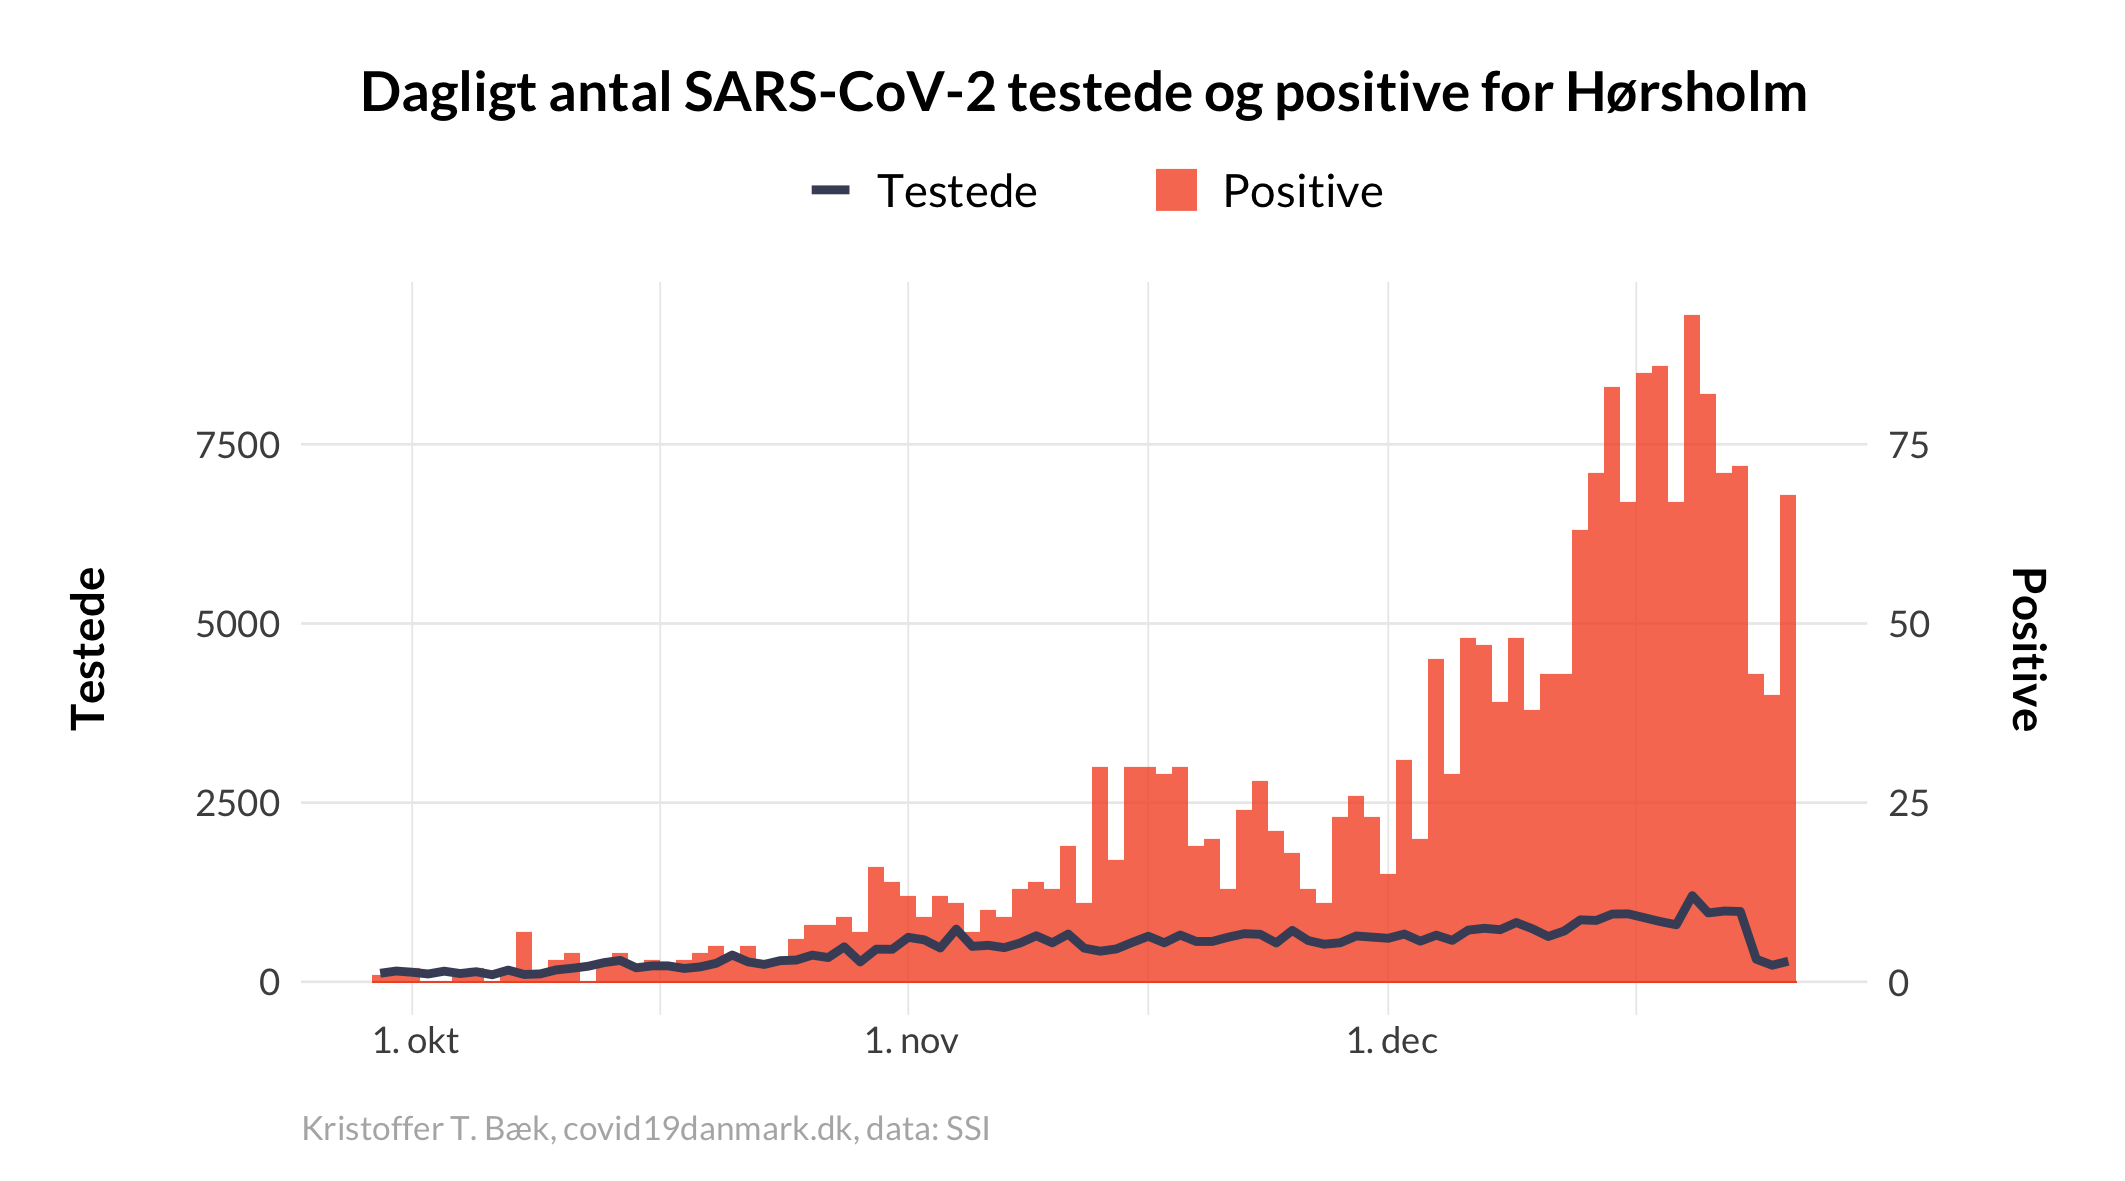 Dagligt antal SARS-CoV-2 testede og positive for Hørsholm
Testede
Positive
7500
5000
2500
0
75
50
25
0
Testede
Positive
1. okt
1. nov
1. dec
Kristoffer T. Bæk, covid19danmark.dk, data: SSI